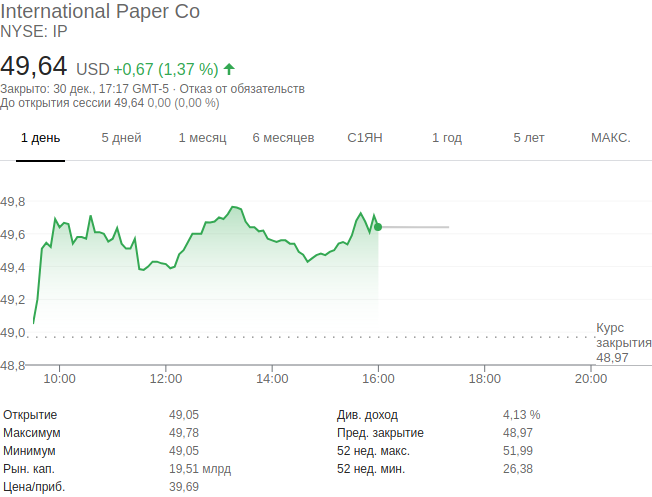 International Paper Co
NYSE: IP
49,64 USD +0,67 (1,37 %)
Закрыто: 30 дек., 17:17 GMT-5 · Отказ от обязательств
До открытия сессии 49,64 0,00 (0,00 %)
1 день 5 дней 1 месяц 6 месяцев С1ЯН 1 год 5 лет МАКС.
49,8
49,6
49,4
49,2
49,0
Курс
закрытия
48,97
48,8
10:00 12:00 14:00 16:00 18:00 20:00
Открытие 49,05 Див. доход 4,13 %
Максимум 49,78 Пред. закрытие 48,97
Минимум 49,05 52 нед. макс. 51,99
Рын. кап. 19,51 млрд 52 нед. мин. 26,38
Цена/приб. 39,69